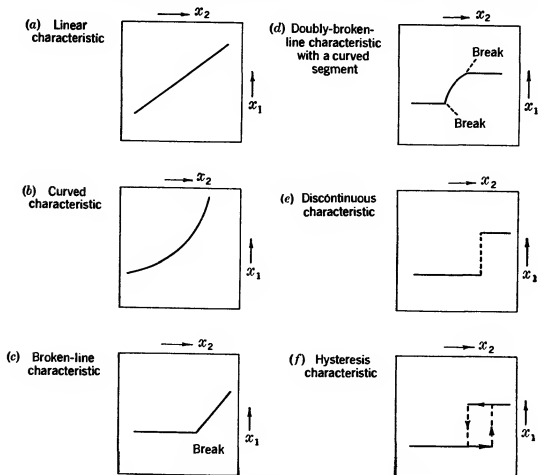 (a) Linear
characteristic
x₂
x₁
(b) Curved
characteristic
x₂
x₁
(c) Broken-line
characteristic
x₂
Break
x₁
(d) Doubly-broken-
line characteristic
with a curved
segment
x₂
Break
Break
x₁
(e) Discontinuous
characteristic
x₂
x₁
(f) Hysteresis
characteristic
x₂
x₁